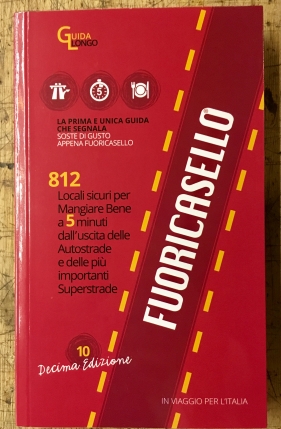 GUIDA
LONGO
5
LA PRIMA E UNICA GUIDA
CHE SEGNALA
SOSTE DI GUSTO
APPENA FUORICASELLO
812
Locali sicuri per
Mangiare Bene
a 5 minuti
dall'uscita delle
Autostrade
e delle più
importanti
Superstrade
FUORICASELLO
10
Decima Edizione
IN VIAGGIO PER L'ITALIA